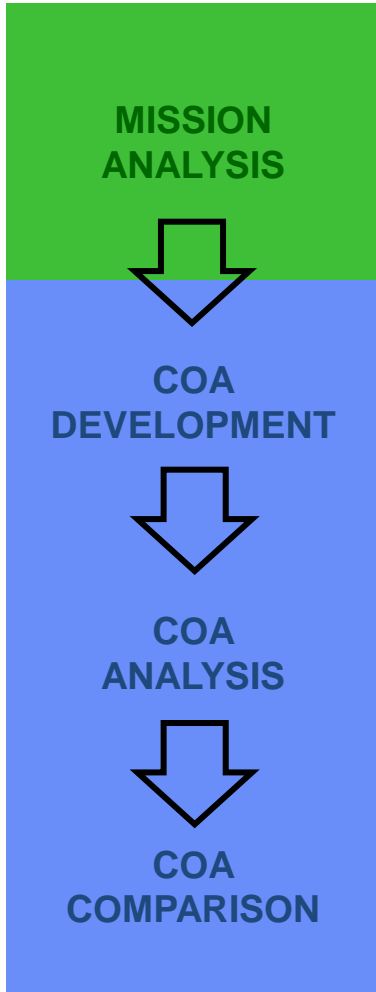 MISSION
ANALYSIS
COA
DEVELOPMENT
COA
ANALYSIS
COA
COMPARISON